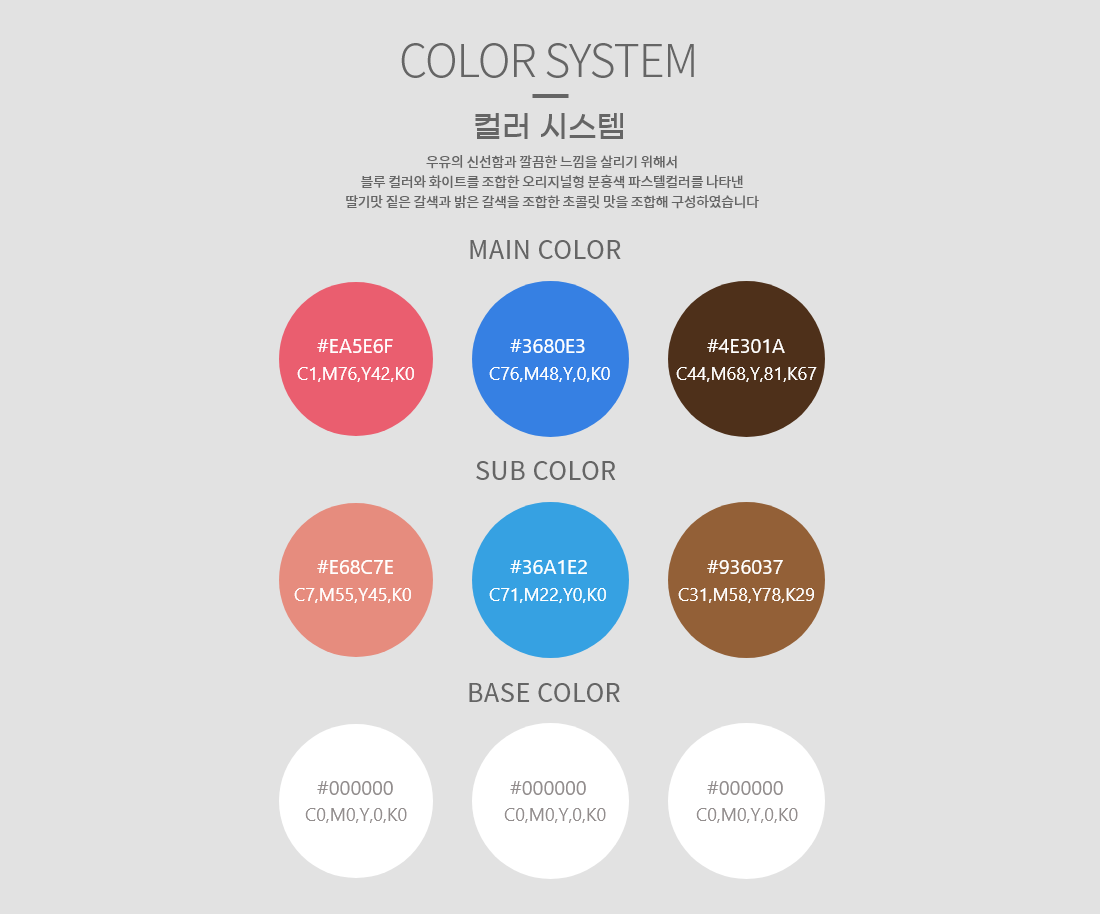 COLOR SYSTEM
컬러 시스템
우유의 신선함과 깔끔한 느낌을 살리기 위해서
블루 컬러와 화이트를 조합한 오리지널형 분홍색 파스텔컬러를 나타낸
딸기맛 짙은 갈색과 밝은 갈색을 조합한 초콜릿 맛을 조합해 구성하였습니다
MAIN COLOR
#EA5E6F #3680E3 #4E301A
C1,M76,Y42,K0 C76,M48,Y,0,K0 C44,M68,Y,81,K67
SUB COLOR
#E68C7E #36A1E2 #936037
C7,M55,Y45,K0 C71,M22,Y0,K0 C31,M58,Y78,K29
BASE COLOR
#000000 #000000 #000000
C0,M0,Y,0,K0 C0,M0,Y,0,K0 C0,M0,Y,0,K0